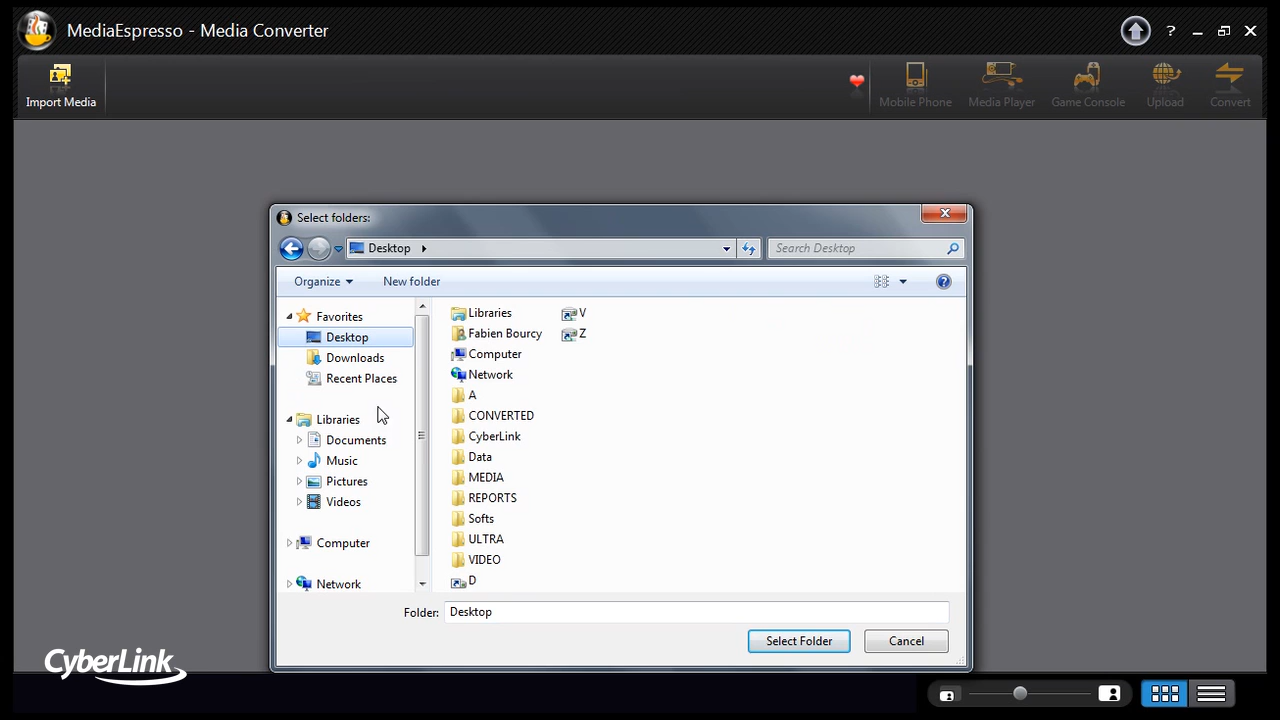 MediaEspresso - Media Converter
?
Import Media
Mobile Phone
Media Player
Game Console
Upload
Convert
Select folders:
Desktop
Search Desktop
Organize
New folder
Favorites
Desktop
Downloads
Recent Places
Libraries
Documents
Music
Pictures
Videos
Computer
Network
Libraries
Fabien Bourcy
Computer
Network
A
CONVERTED
CyberLink
Data
MEDIA
REPORTS
Softs
ULTRA
VIDEO
D
V
Z
Folder:
Desktop
Select Folder
Cancel
CyberLink